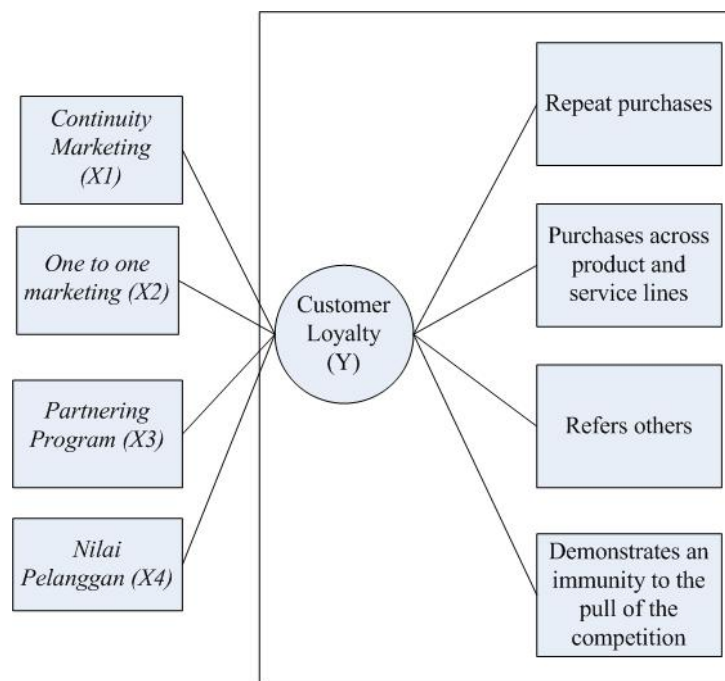 Continuity
Marketing
(X1)
One to one
marketing (X2)
Partnering
Program (X3)
Nilai
Pelanggan (X4)
Customer
Loyalty
(Y)
Repeat purchases
Purchases across
product and
service lines
Refers others
Demonstrates an
immunity to the
pull of the
competition